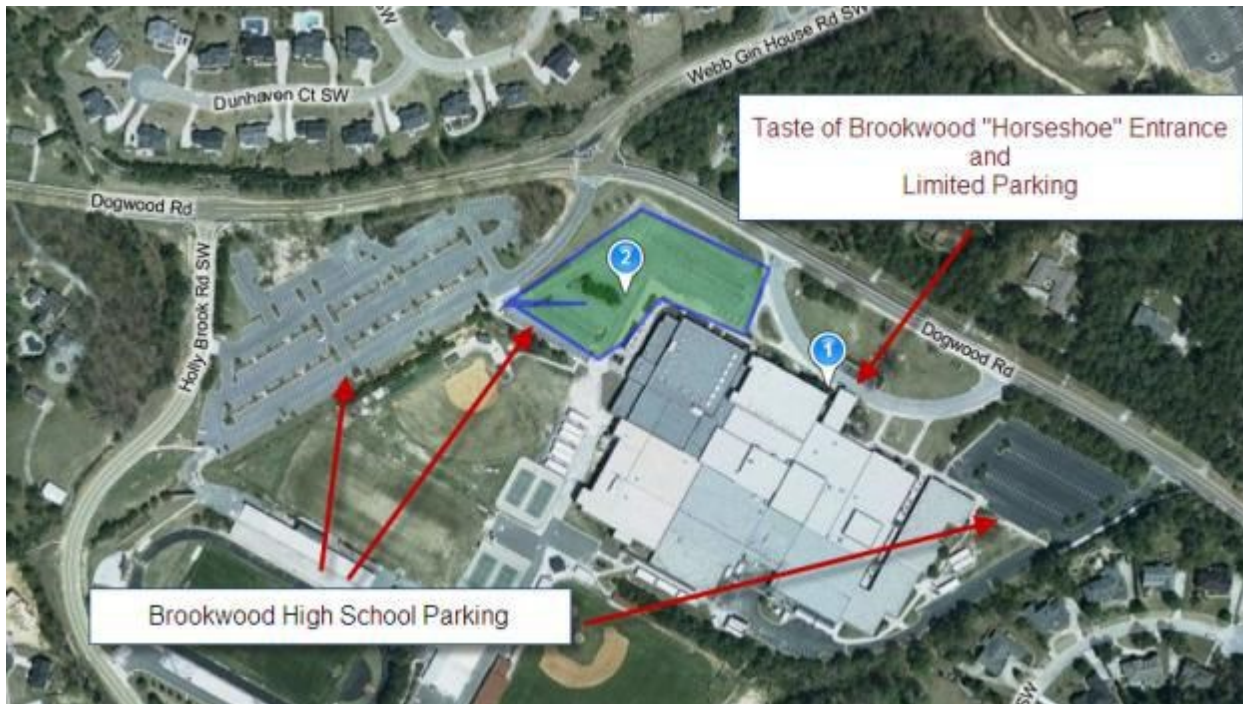 Webb Gin House Rd SW
Dunhaven Ct SW
Taste of Brookwood "Horseshoe" Entrance
and
Limited Parking
Dogwood Rd
Holly Brook Rd SW
2
1
Dogwood Rd
Brookwood High School Parking
SW